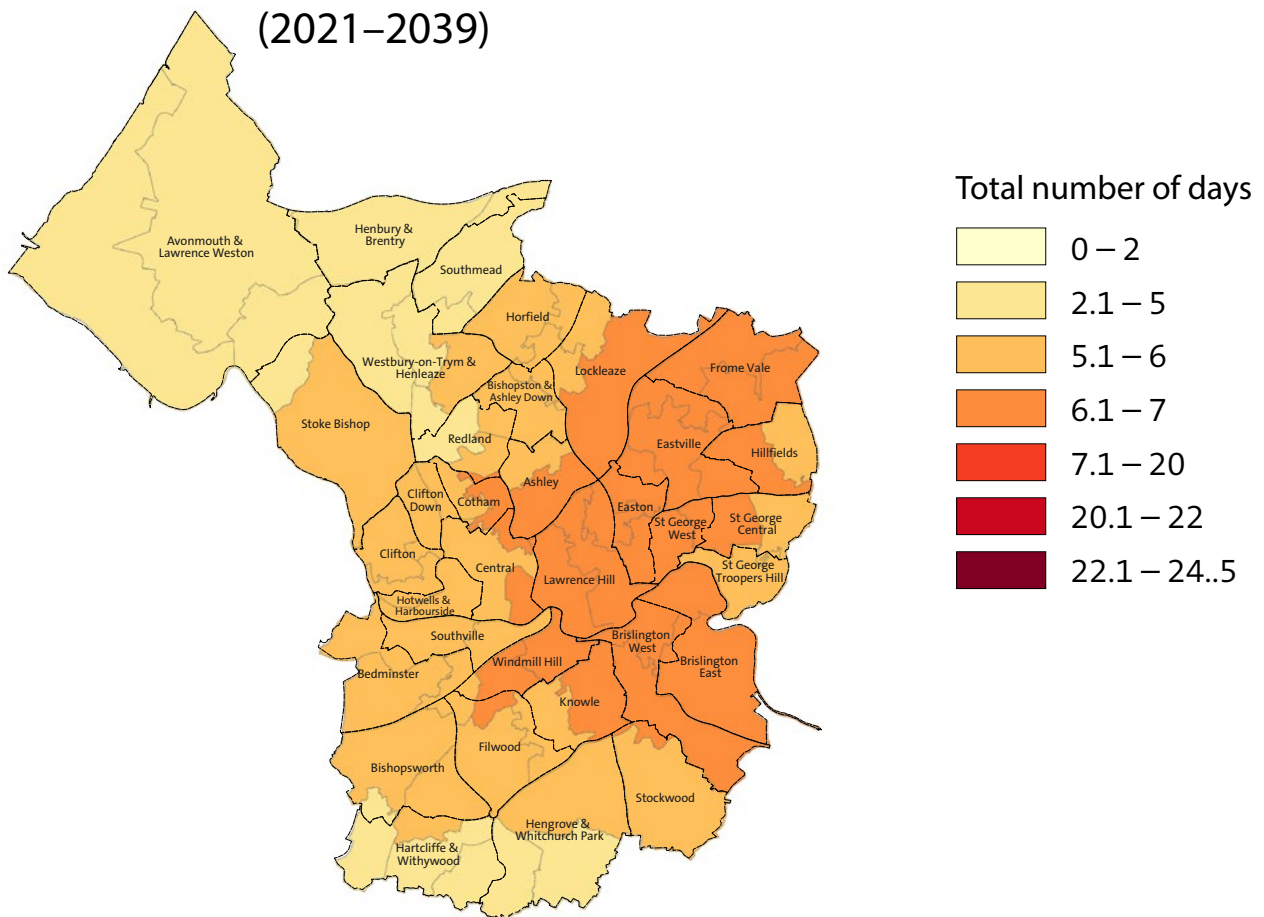 (2021–2039)
Total number of days
0 – 2
2.1 – 5
5.1 – 6
6.1 – 7
7.1 – 20
20.1 – 22
22.1 – 24..5
Avonmouth &
Lawrence Weston
Henbury &
Brentry
Southmead
Horfield
Westbury-on-Trym &
Henleaze
Lockleaze
Frome Vale
Bishopston &
Ashley Down
Stoke Bishop
Redland
Eastville
Hillfields
Clifton
Down
Cotham
Ashley
Easton
St George
West
St George
Central
Clifton
Central
Lawrence Hill
St George
Troopers Hill
Hotwells &
Harbourside
Southville
Brislington
West
Windmill Hill
Brislington
East
Bedminster
Knowle
Filwood
Bishopsworth
Stockwood
Hengrove &
Whitchurch Park
Hartcliffe &
Withywood